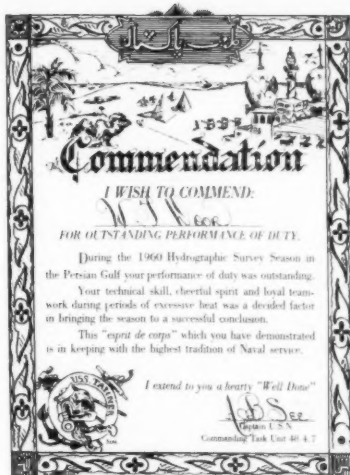 Commendation
I WISH TO COMMEND:
FOR OUTSTANDING PERFORMANCE OF DUTY.
During the 1960 Hydrographic Survey Season in
the Persian Gulf your performance of duty was outstanding.
Your technical skill, cheerful spirit and loyal team-
work during periods of excessive heat was a decided factor
in bringing the season to a successful conclusion.
This "esprit de corps" which you have demonstrated
is in keeping with the highest tradition of Naval service.
I extend to you a hearty "Well Done"
USS
Captain U.S.N.
Commanding Task Unit 40.4.7